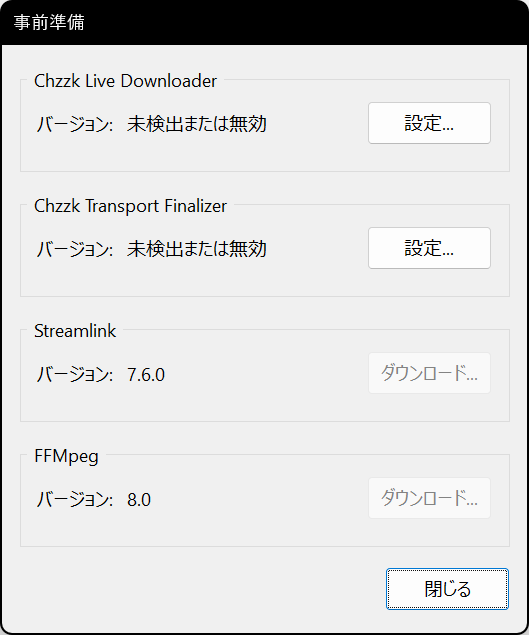 事前準備
Chzzk Live Downloader
バージョン: 未検出または無効
設定...
Chzzk Transport Finalizer
バージョン: 未検出または無効
設定...
Streamlink
バージョン: 7.6.0
ダウンロード...
FFMpeg
バージョン: 8.0
ダウンロード...
閉じる